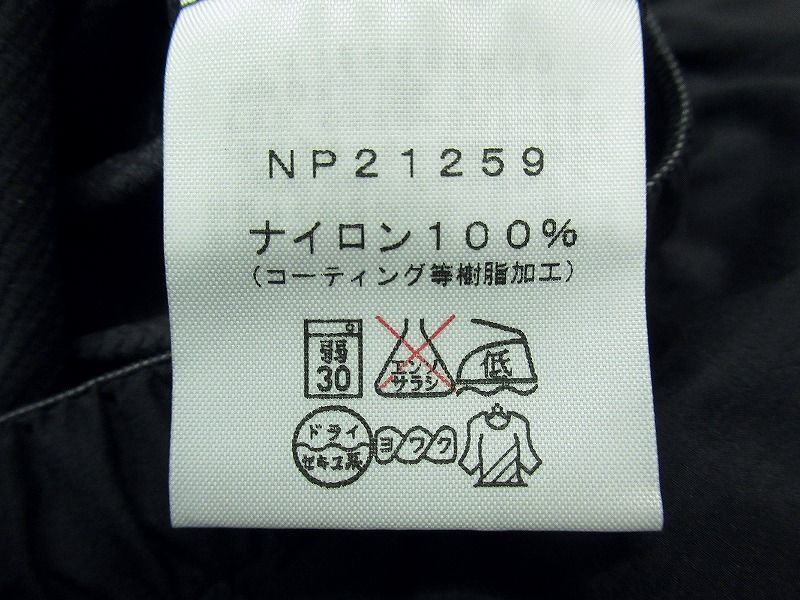 NP21259
ナイロン100%
(コーティング等樹脂加工)
弱 エンソ 低
30 サラシ
ドライ ヨワク
セキユ系